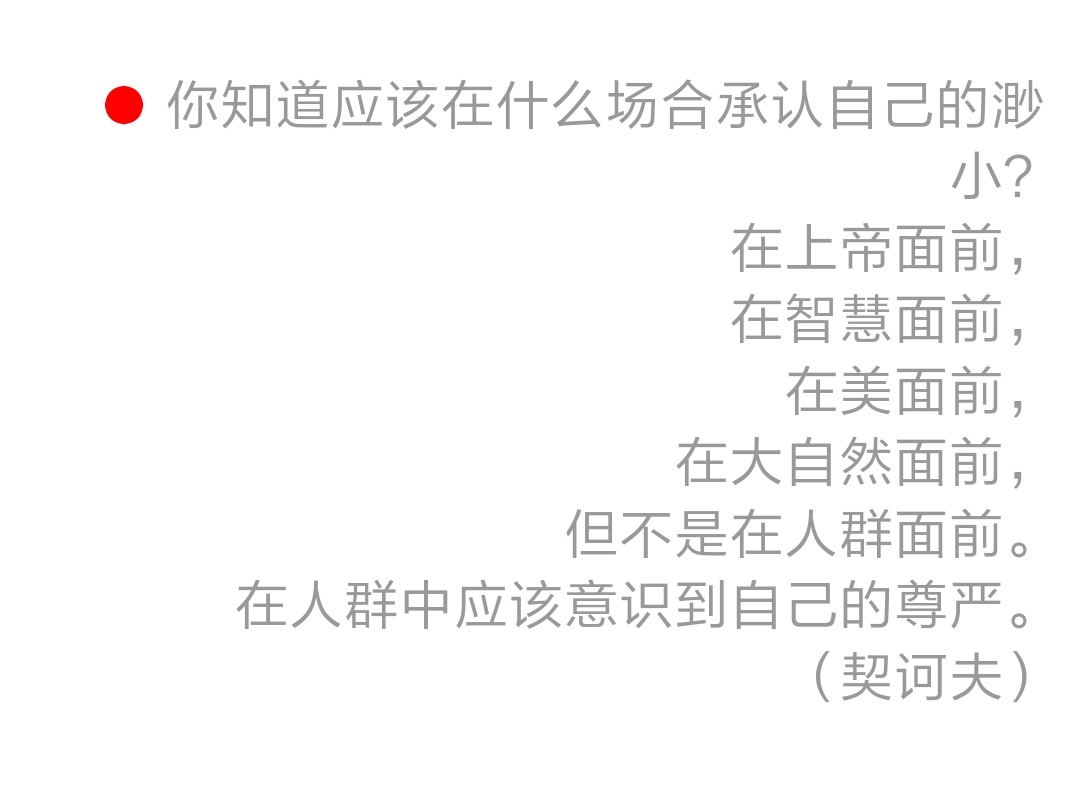 你知道应该在什么场合承认自己的渺
小？
在上帝面前，
在智慧面前，
在美面前，
在大自然面前，
但不是在人群面前。
在人群中应该意识到自己的尊严。
（契诃夫）